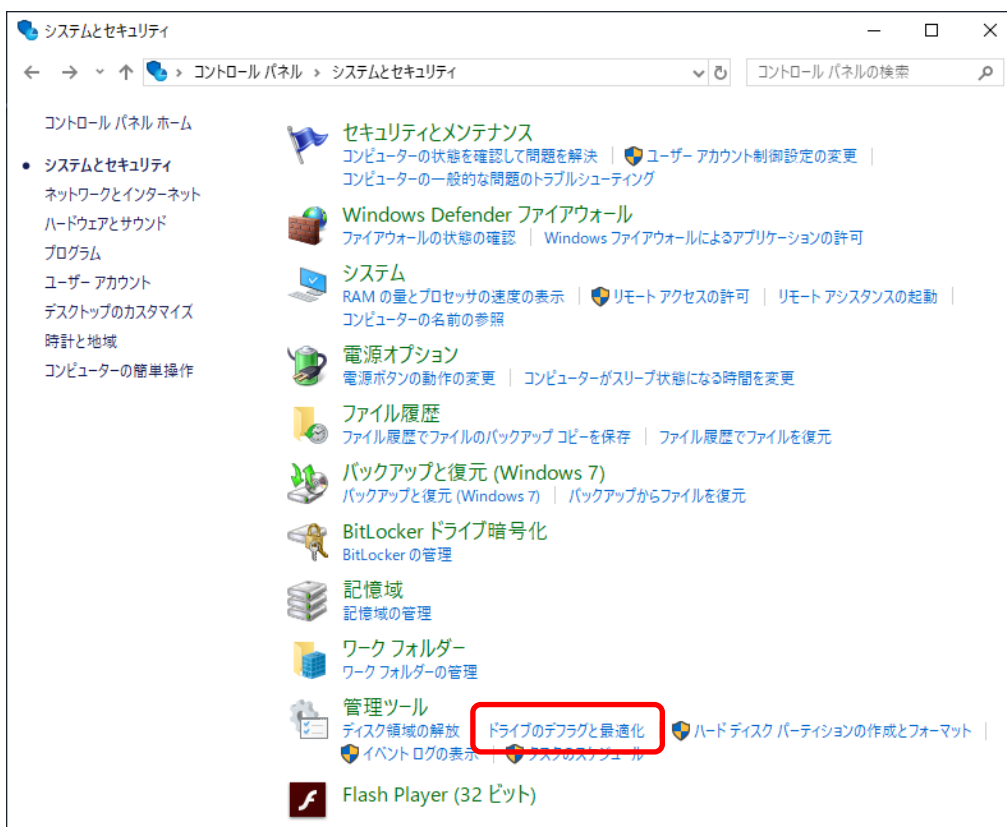 システムとセキュリティ
コントロール パネル › システムとセキュリティ
コントロール パネルの検索
コントロール パネル ホーム
システムとセキュリティ
ネットワークとインターネット
ハードウェアとサウンド
プログラム
ユーザー アカウント
デスクトップのカスタマイズ
時計と地域
コンピューターの簡単操作
セキュリティとメンテナンス
コンピューターの状態を確認して問題を解決 ユーザー アカウント制御設定の変更
コンピューターの一般的な問題のトラブルシューティング
Windows Defender ファイアウォール
ファイアウォールの状態の確認 Windows ファイアウォールによるアプリケーションの許可
システム
RAM の量とプロセッサの速度の表示 リモート アクセスの許可 リモート アシスタンスの起動
コンピューターの名前の参照
電源オプション
電源ボタンの動作の変更 コンピューターがスリープ状態になる時間を変更
ファイル履歴
ファイル履歴でファイルのバックアップ コピーを保存 ファイル履歴でファイルを復元
バックアップと復元 (Windows 7)
バックアップと復元 (Windows 7) バックアップからファイルを復元
BitLocker ドライブ暗号化
BitLocker の管理
記憶域
記憶域の管理
ワーク フォルダー
ワーク フォルダーの管理
管理ツール
ディスク領域の解放 ドライブのデフラグと最適化 ハード ディスク パーティションの作成とフォーマット
イベント ログの表示 タスクのスケジュール
Flash Player (32 ビット)